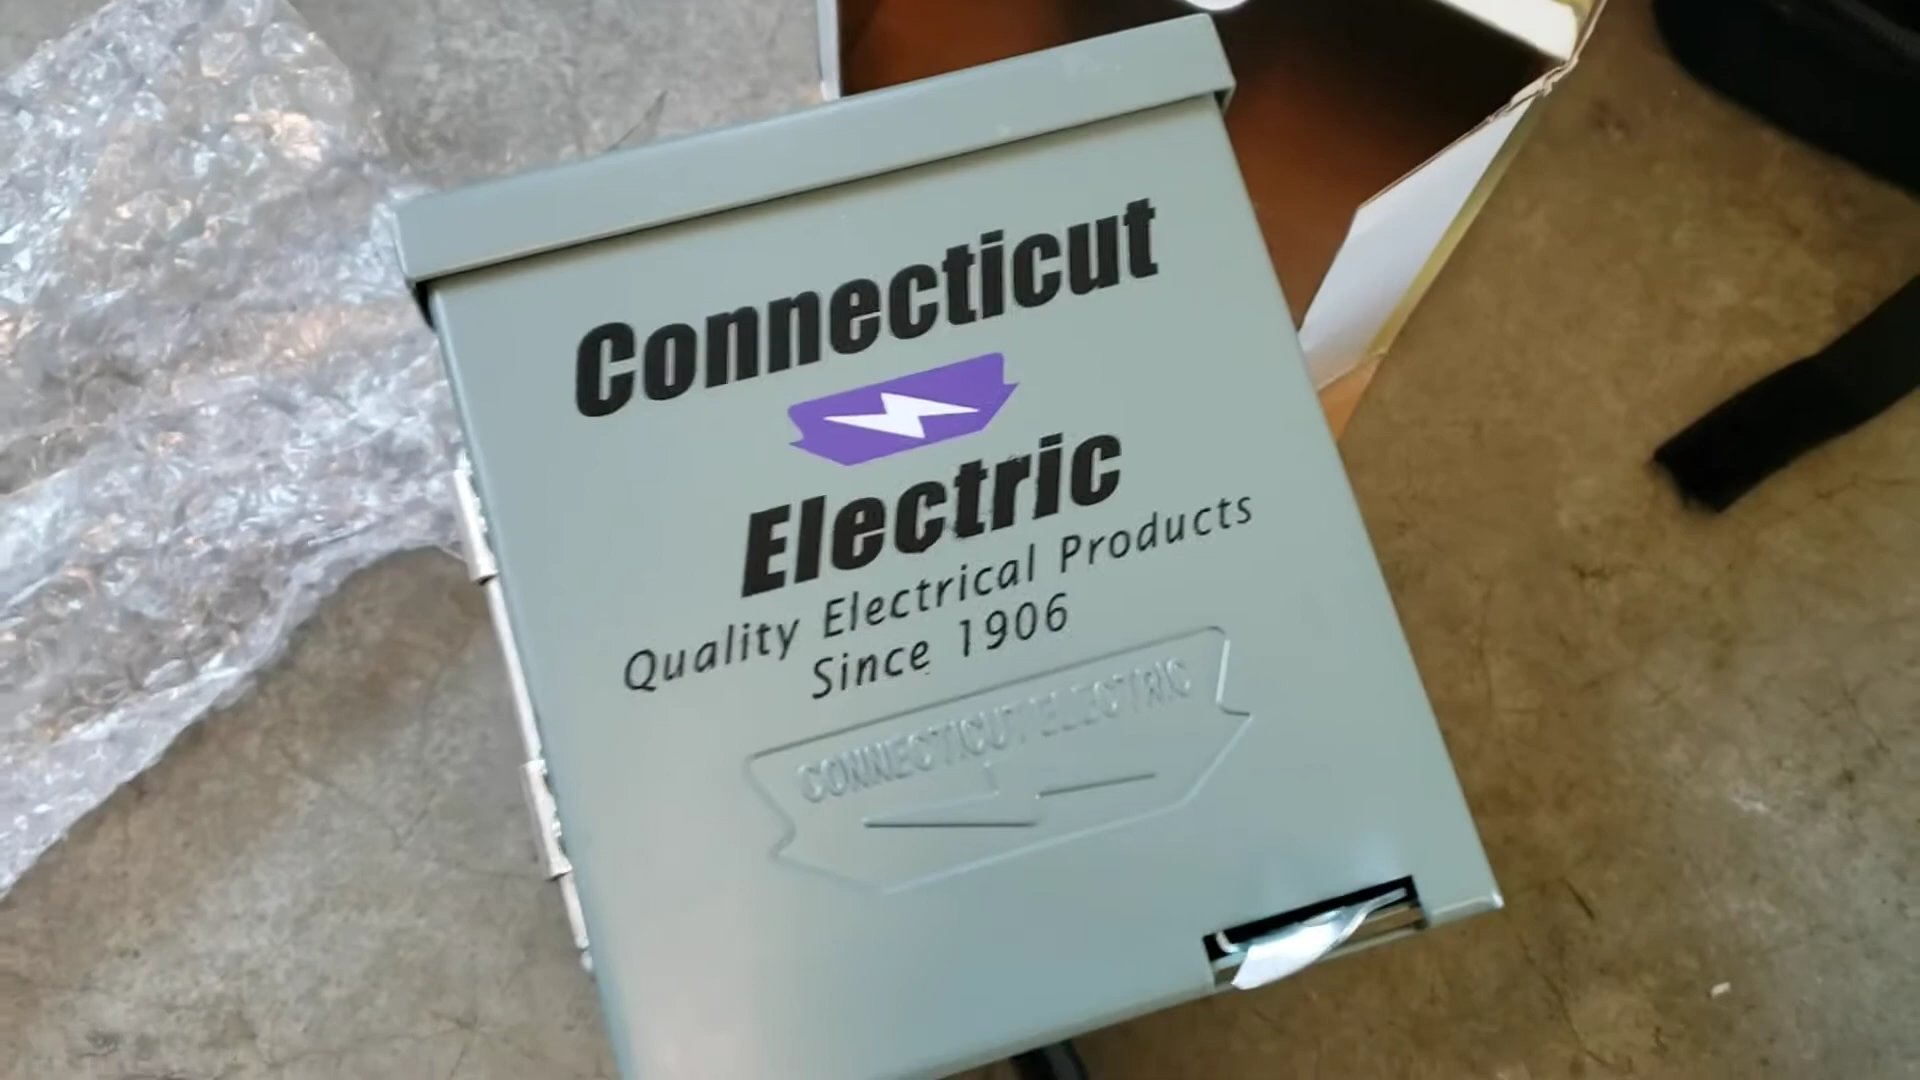 Connecticut
Electric
Quality Electrical Products
Since 1906
CONNECTICUT ELECTRIC